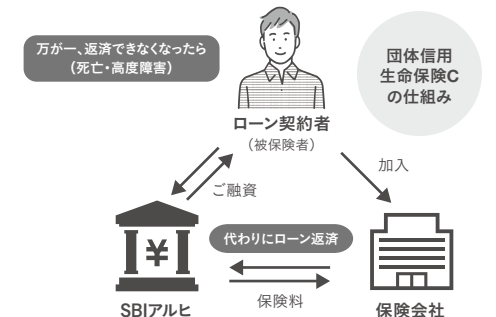 万が一、返済できなくなったら
（死亡・高度障害）
団体信用
生命保険C
の仕組み
ローン契約者
（被保険者）
加入
ご融資
¥
代わりにローン返済
保険料
SBIアルヒ
保険会社